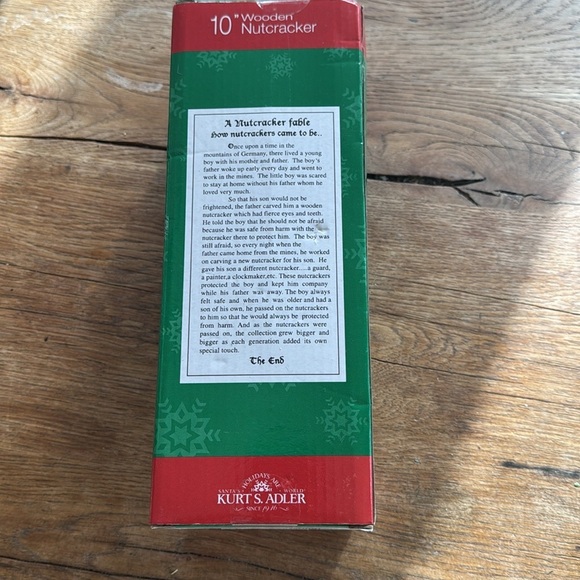 10" Wooden Nutcracker
A Nutcracker fable
How nutcrackers came to be..
Once upon a time in the
mountains of Germany, there lived a young
boy with his mother and father. The boy's
father woke up early every day and went to
work in the mines. The little boy was scared
to stay at home without his father whom he
loved very much.
So that his son would not be
frightened, the father carved him a wooden
nutcracker which had fierce eyes and teeth.
He told the boy that he should not be afraid
because he was safe from harm with the
nutcracker there to protect him. The boy was
still afraid, so every night when the
father came home from the mines, he worked
on carving a new nutcracker for his son. He
gave his son a different nutcracker....a guard,
a painter,a clockmaker,etc. These nutcrackers
protected the boy and kept him company
while his father was away. The boy always
felt safe and when he was older and had a
son of his own, he passed on the nutcrackers
to him so that he would always be protected
from harm. And as the nutcrackers were
passed on, the collection grew bigger and
bigger as each generation added its own
special touch.
The End
HOLIDAYS ARE
SANTA'S WORLD
KURT S. ADLER
SINCE 1946